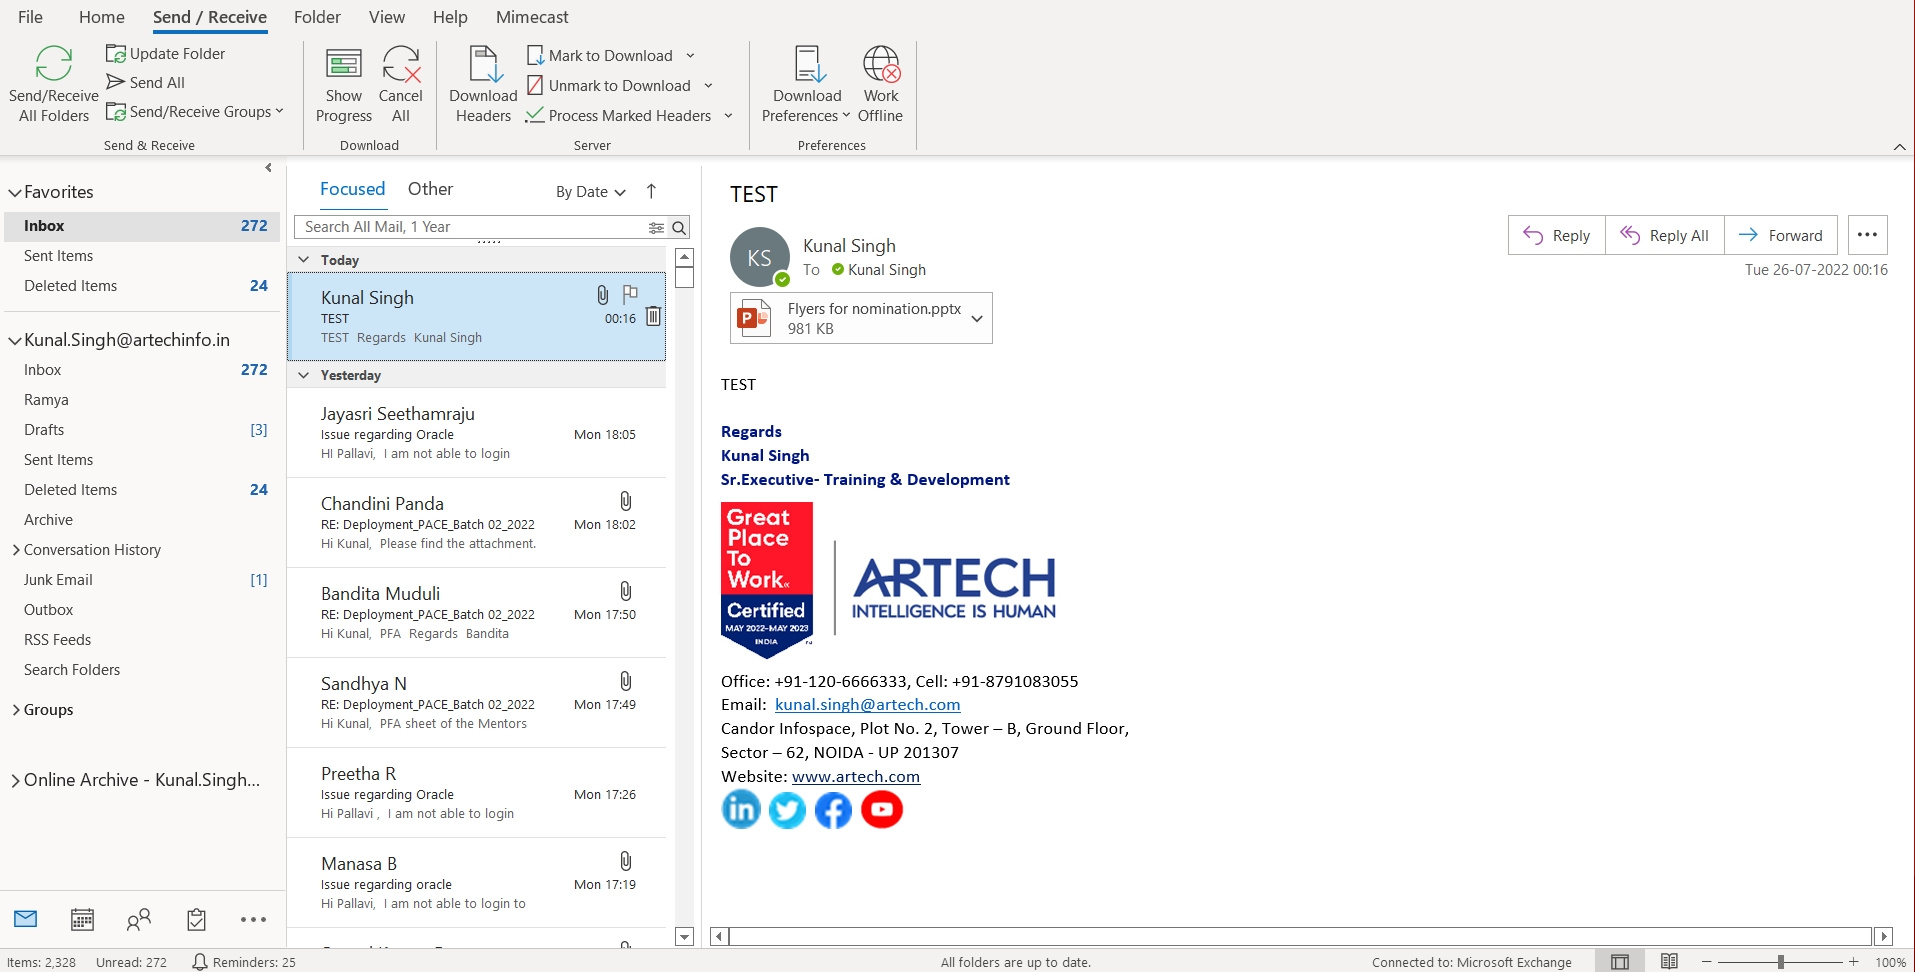 File Home Send / Receive Folder View Help Mimecast
Send/Receive All Folders
Update Folder
Send All
Send/Receive Groups
Send & Receive
Show Progress
Cancel All
Download
Download Headers
Mark to Download
Unmark to Download
Process Marked Headers
Server
Download Preferences
Work Offline
Preferences
Favorites
Inbox 272
Sent Items
Deleted Items 24
Kunal.Singh@artechinfo.in
Inbox 272
Ramya
Drafts [3]
Sent Items
Deleted Items 24
Archive
Conversation History
Junk Email [1]
Outbox
RSS Feeds
Search Folders
Groups
Online Archive - Kunal.Singh...
Focused Other By Date
Search All Mail, 1 Year
Today
Kunal Singh
TEST 00:16
TEST Regards Kunal Singh
Yesterday
Jayasri Seethamraju
Issue regarding Oracle Mon 18:05
HI Pallavi, I am not able to login
Chandini Panda
RE: Deployment_PACE_Batch 02_2022 Mon 18:02
Hi Kunal, Please find the attachment.
Bandita Muduli
RE: Deployment_PACE_Batch 02_2022 Mon 17:50
Hi Kunal, PFA Regards Bandita
Sandhya N
RE: Deployment_PACE_Batch 02_2022 Mon 17:49
Hi Kunal, PFA sheet of the Mentors
Preetha R
Issue regarding Oracle Mon 17:26
Hi Pallavi , I am not able to login
Manasa B
Issue regarding oracle Mon 17:19
Hi Pallavi, I am not able to login to
TEST
KS
Kunal Singh
To Kunal Singh
Reply Reply All Forward
Tue 26-07-2022 00:16
Flyers for nomination.pptx
981 KB
TEST
Regards
Kunal Singh
Sr.Executive- Training & Development
Great
Place
To
Work.
Certified
MAY 2022-MAY 2023
INDIA
ARTECH
INTELLIGENCE IS HUMAN
Office: +91-120-6666333, Cell: +91-8791083055
Email: kunal.singh@artech.com
Candor Infospace, Plot No. 2, Tower – B, Ground Floor,
Sector – 62, NOIDA - UP 201307
Website: www.artech.com
Items: 2,328 Unread: 272 Reminders: 25 All folders are up to date. Connected to: Microsoft Exchange 100%